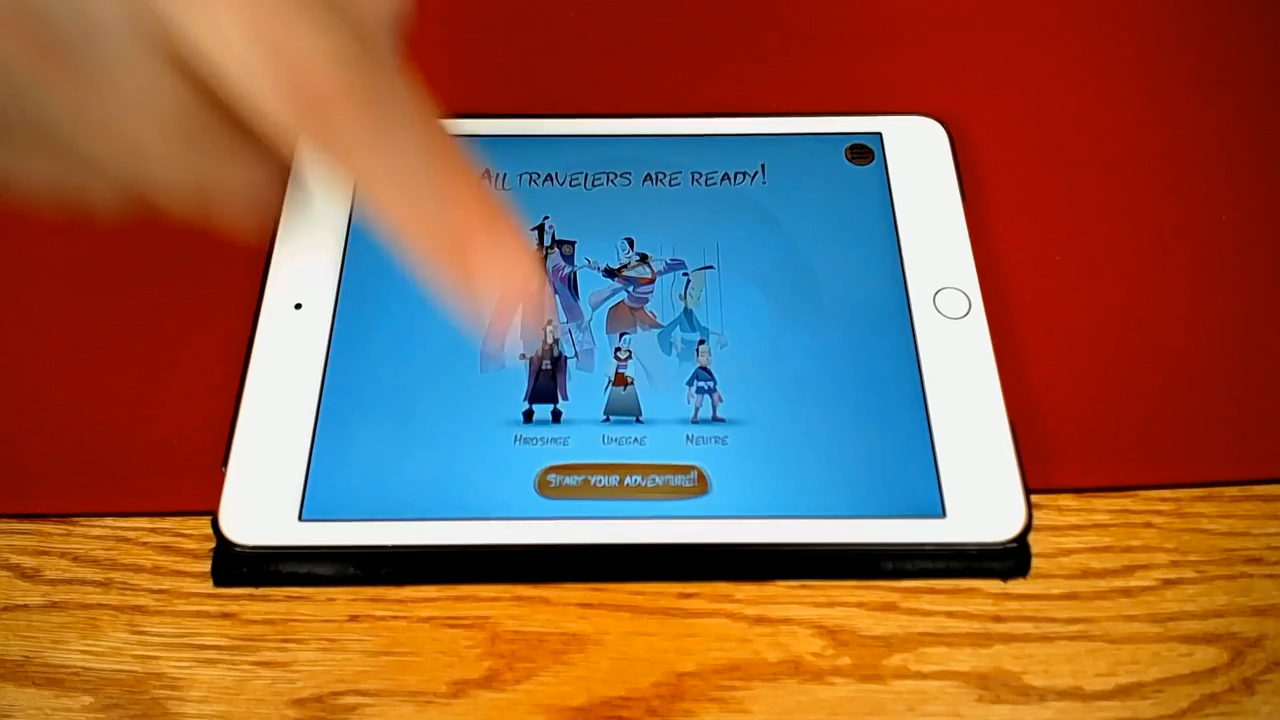 ALL TRAVELERS ARE READY!
HIROSHIGE UMEGAE NEUTRE
START YOUR ADVENTURE!